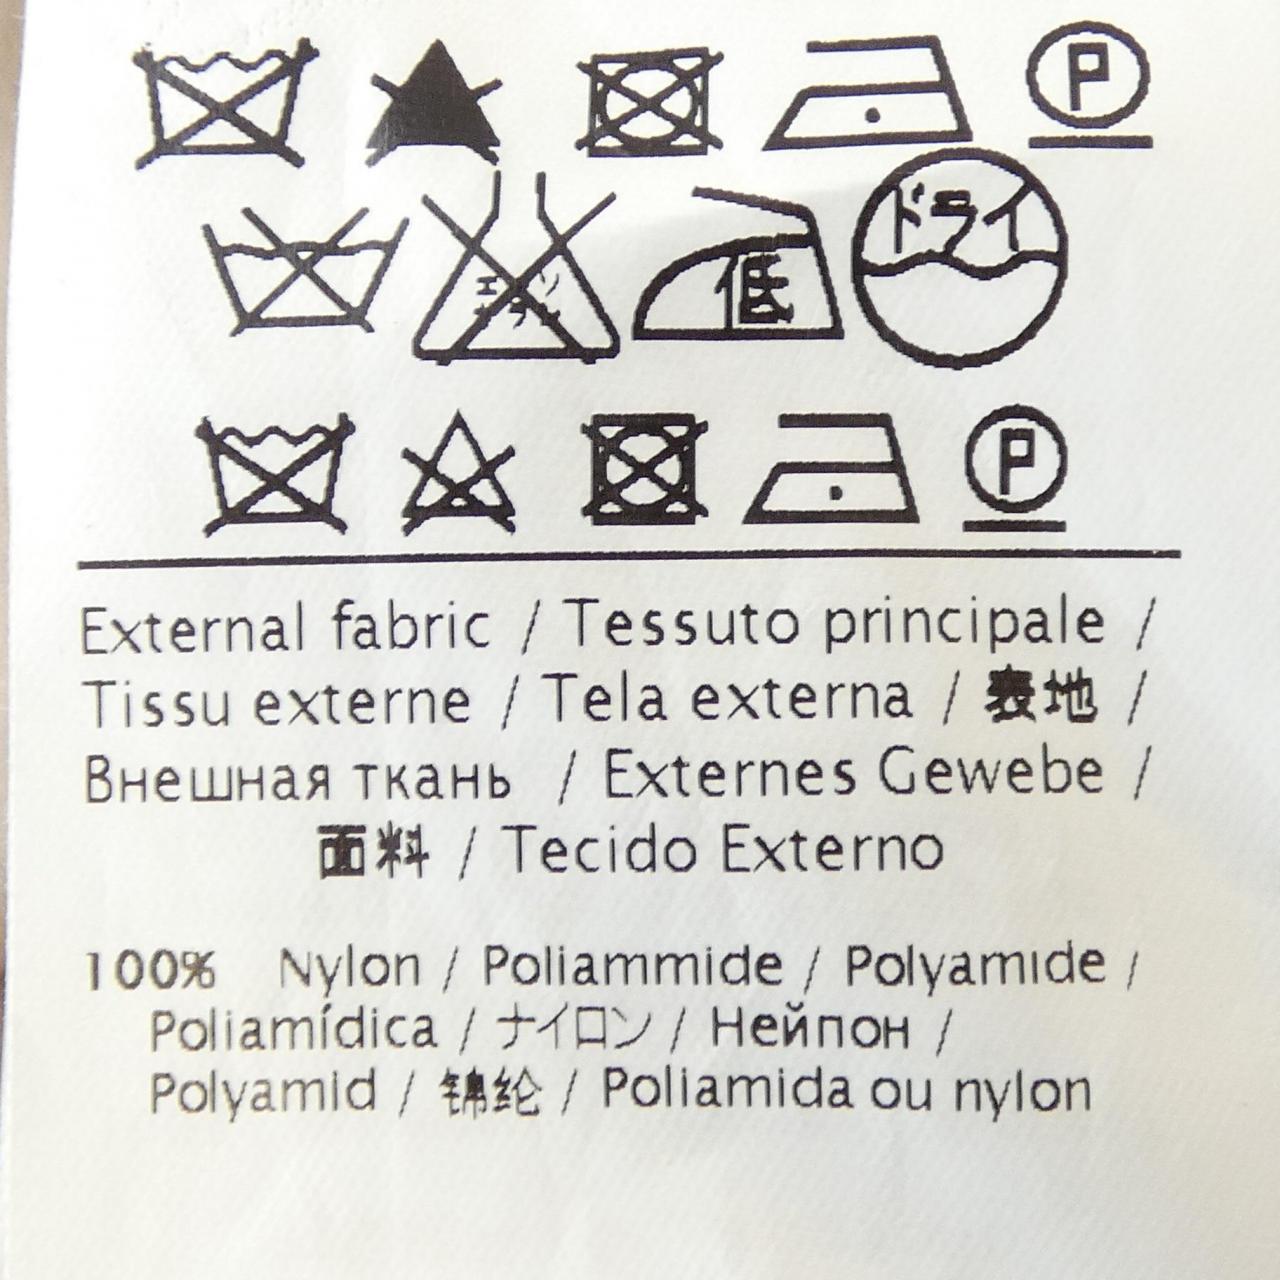 P
ドライ
低
P
External fabric / Tessuto principale /
Tissu externe / Tela externa / 表地 /
Внешная ткань / Externes Gewebe /
面料 / Tecido Externo
100% Nylon / Poliammide / Polyamide /
Poliamídica / ナイロン / Нейпон /
Polyamid / 锦纶 / Poliamida ou nylon